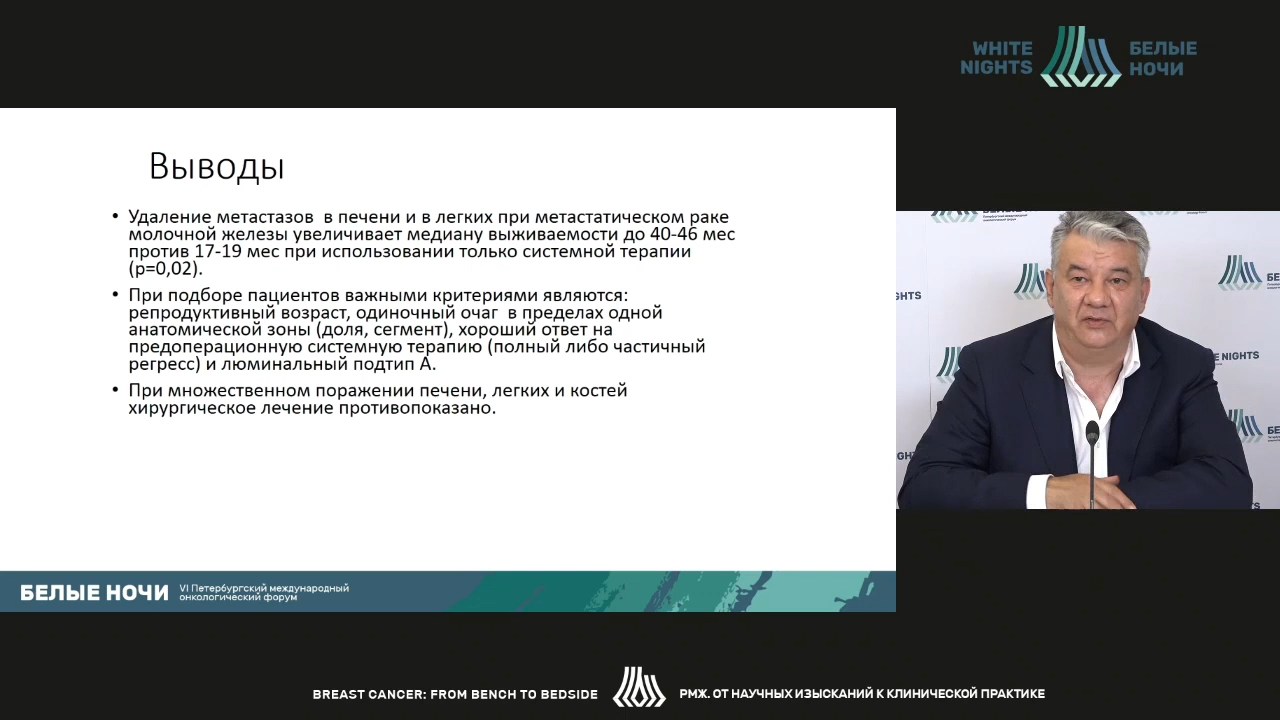 WHITE NIGHTS
БЕЛЫЕ НОЧИ
Выводы
• Удаление метастазов в печени и в легких при метастатическом раке
молочной железы увеличивает медиану выживаемости до 40-46 мес
против 17-19 мес при использовании только системной терапии
(р=0,02).
• При подборе пациентов важными критериями являются:
репродуктивный возраст, одиночный очаг в пределах одной
анатомической зоны (доля, сегмент), хороший ответ на
предоперационную системную терапию (полный либо частичный
регресс) и люминальный подтип А.
• При множественном поражении печени, легких и костей
хирургическое лечение противопоказано.
БЕЛЫЕ НОЧИ
VI Петербургский международный
онкологический форум
BREAST CANCER: FROM BENCH TO BEDSIDE
РМЖ. ОТ НАУЧНЫХ ИЗЫСКАНИЙ К КЛИНИЧЕСКОЙ ПРАКТИКЕ